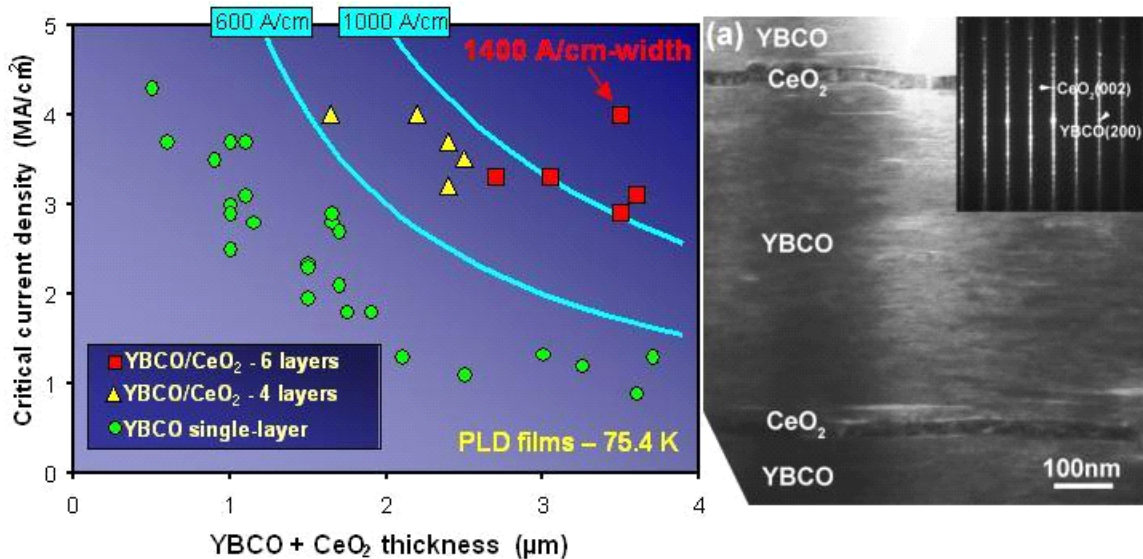 Critical current density (MA/cm²)
5
4
3
2
1
0
600 A/cm
1000 A/cm
1400 A/cm-width
YBCO/CeO₂ - 6 layers
YBCO/CeO₂ - 4 layers
YBCO single-layer
PLD films – 75.4 K
0 1 2 3 4
YBCO + CeO₂ thickness (µm)
(a)
YBCO
CeO₂
YBCO
CeO₂
YBCO
CeO₂(002)
YBCO(200)
100nm